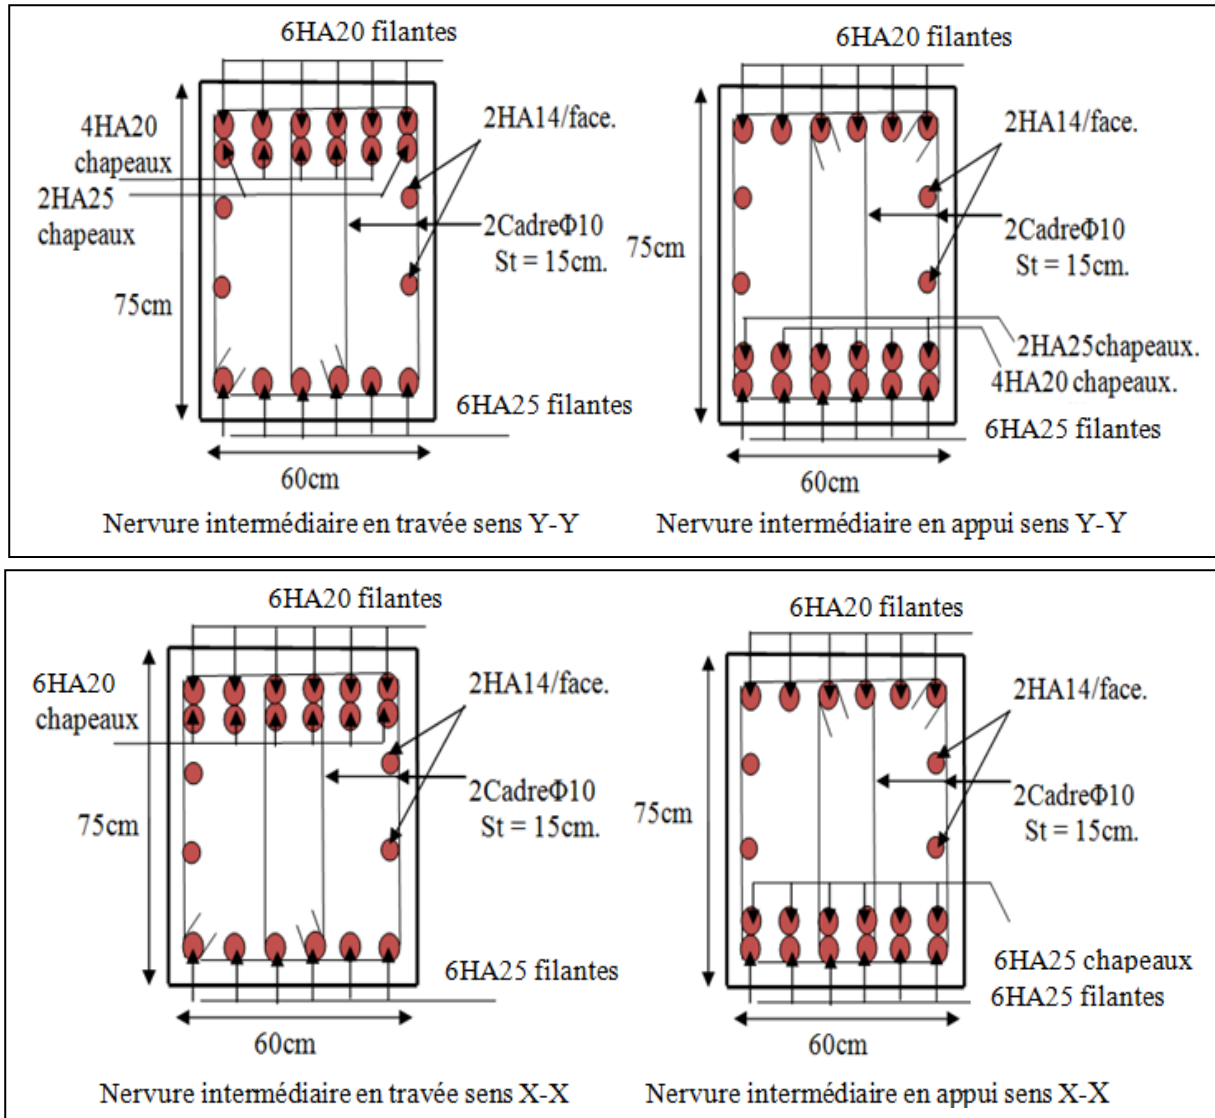 6HA20 filantes
4HA20
chapeaux
2HA25
chapeaux
75cm
2HA14/face.
2CadreΦ10
St = 15cm.
6HA25 filantes
60cm
Nervure intermédiaire en travée sens Y-Y
6HA20 filantes
75cm
2HA14/face.
2CadreΦ10
St = 15cm.
2HA25chapeaux.
4HA20 chapeaux.
6HA25 filantes
60cm
Nervure intermédiaire en appui sens Y-Y
6HA20 filantes
6HA20
chapeaux
75cm
2HA14/face.
2CadreΦ10
St = 15cm.
6HA25 filantes
60cm
Nervure intermédiaire en travée sens X-X
6HA20 filantes
75cm
2HA14/face.
2CadreΦ10
St = 15cm.
6HA25 chapeaux
6HA25 filantes
60cm
Nervure intermédiaire en appui sens X-X